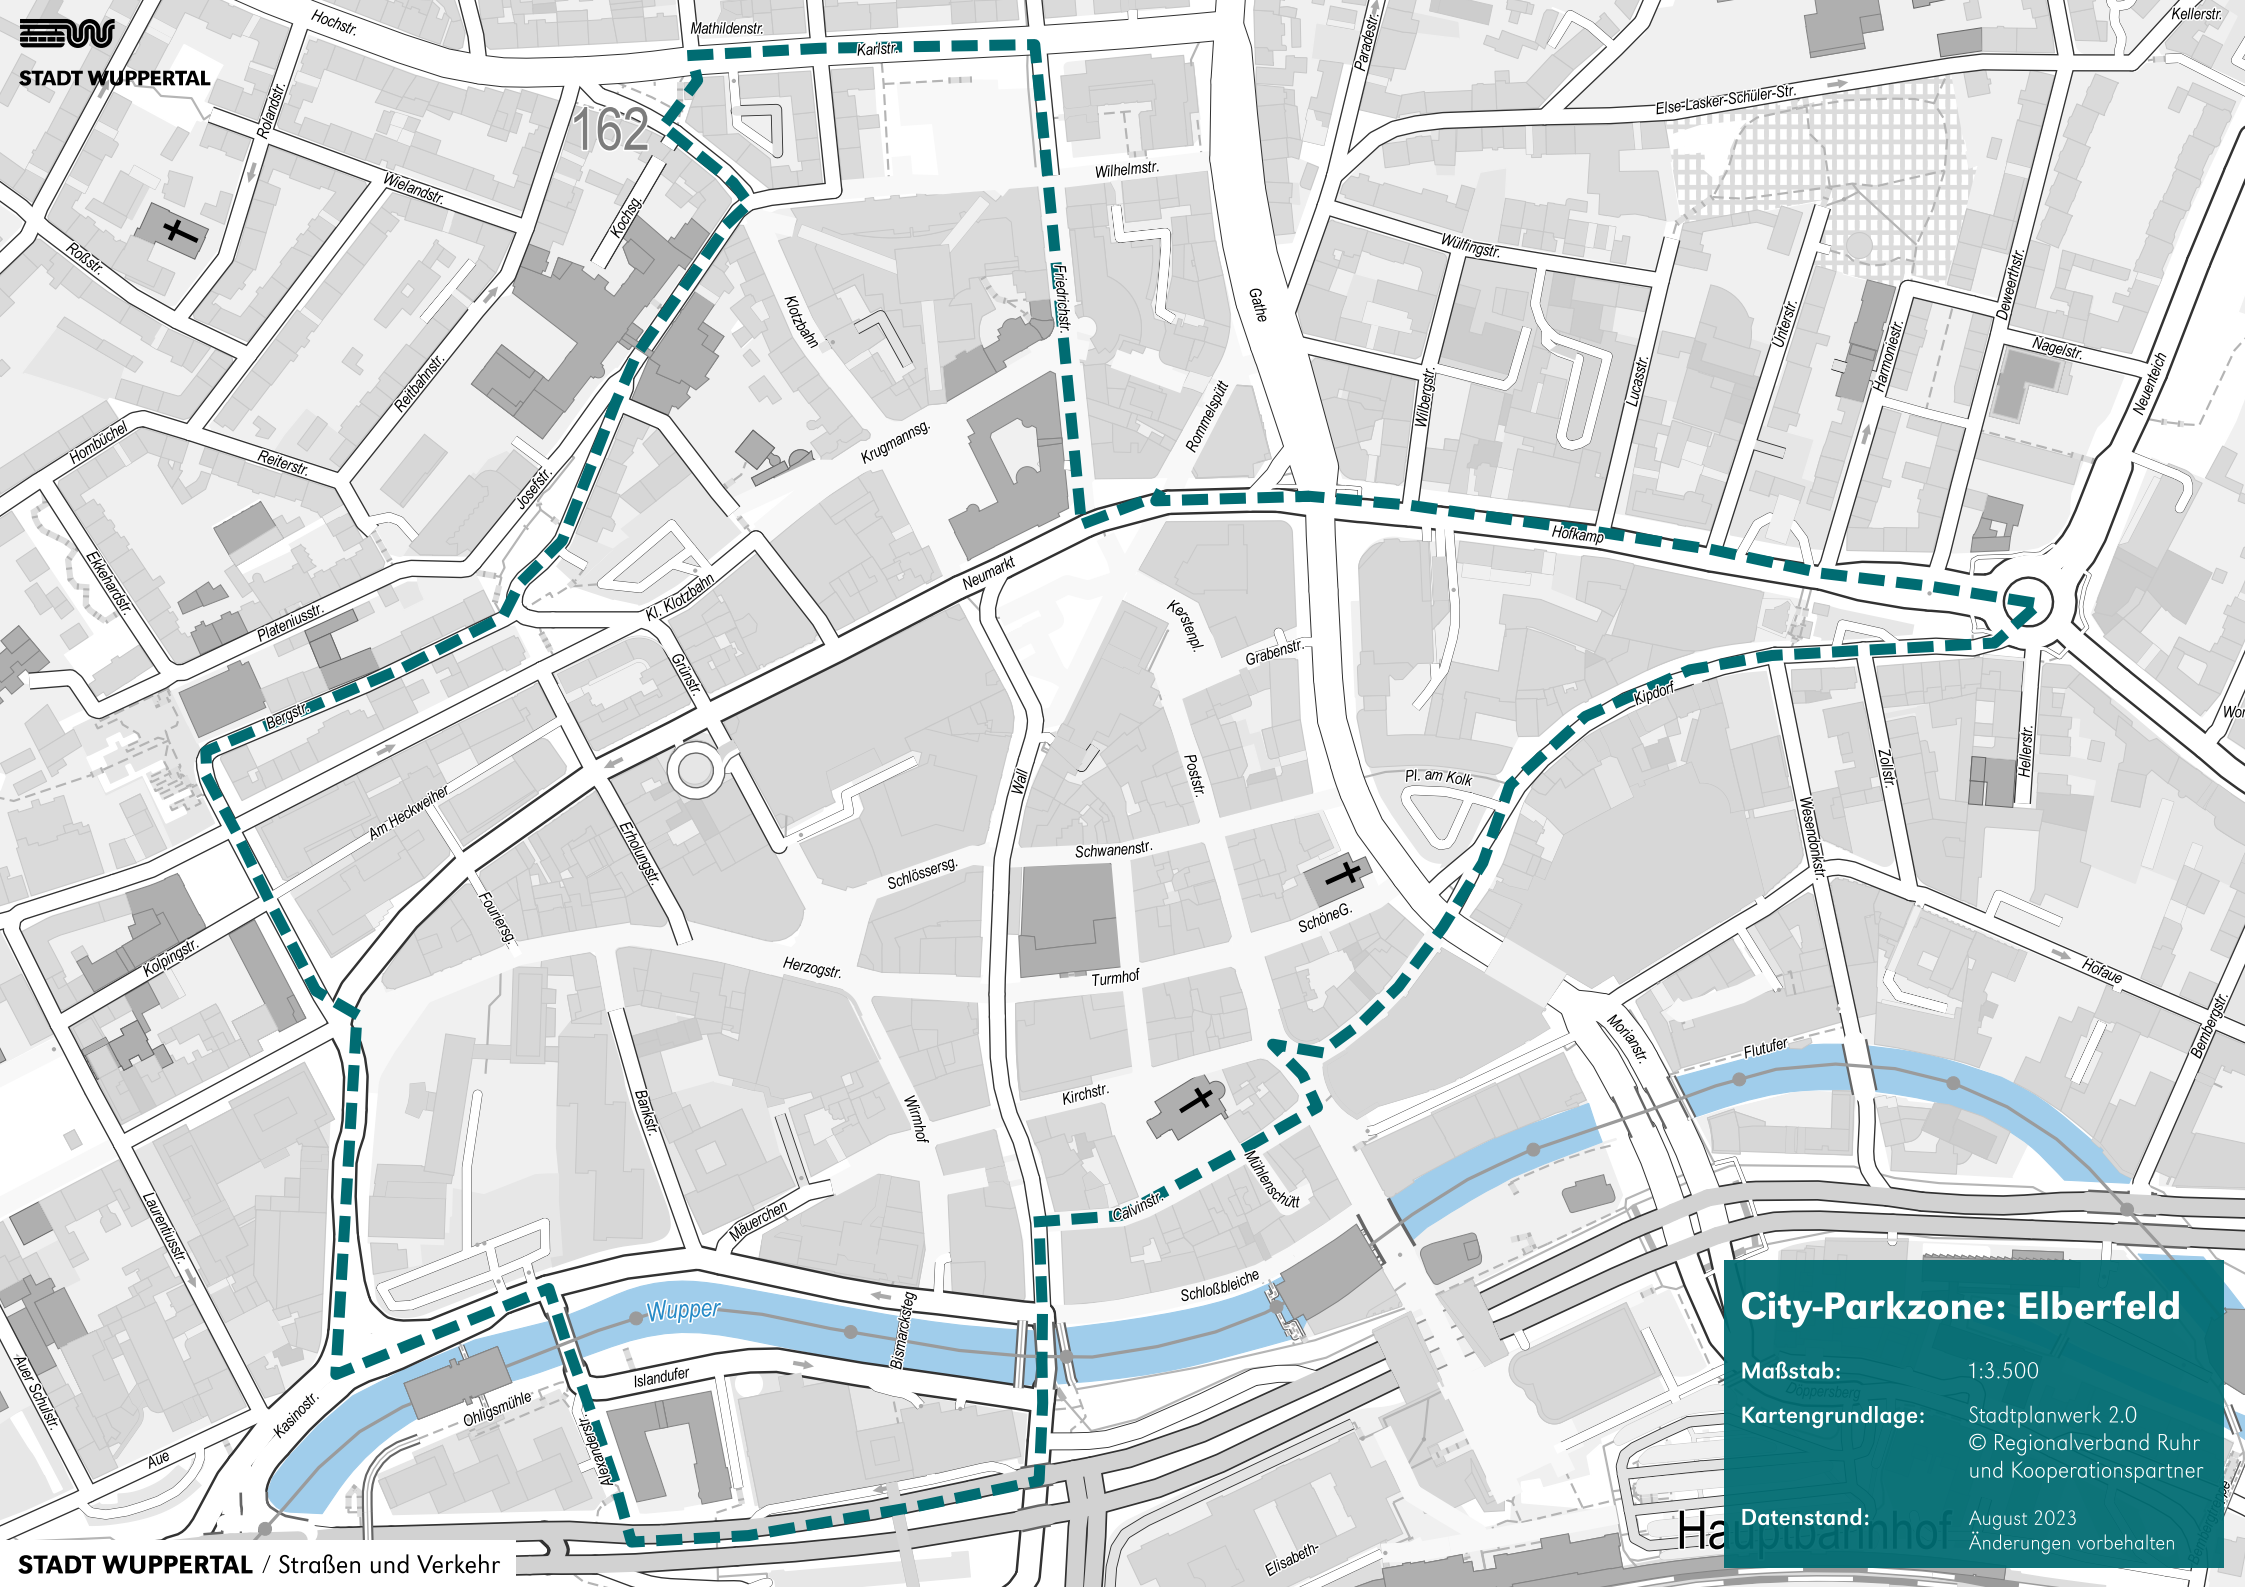 STADT WUPPERTAL
Hochstr.
Mathildenstr.
Karlstr.
Paradestr.
Kellerstr.
Else-Lasker-Schüler-Str.
Rolandstr.
162
Wielandstr.
Wilhelmstr.
Kochsg.
Roßstr.
Wülfingstr.
Deweerthstr.
Friedrichstr.
Gathe
Klotzbahn
Unterstr.
Harmoniestr.
Nagelstr.
Neuenteich
Reitbahnstr.
Lucasstr.
Wilbergstr.
Rommelspütt
Hombüchel
Krugmannsg.
Reiterstr.
Josefstr.
Hofkamp
Neumarkt
Ekkehardstr.
Kl. Klotzbahn
Plateniusstr.
Kerstenpl.
Grabenstr.
Grünstr.
Kipdorf
Bergstr.
Wor
Hellerstr.
Zollstr.
Poststr.
Pl. am Kolk
Wall
Am Heckweiher
Wesendonkstr.
Erholungstr.
Schwanenstr.
Schlössersg.
Fouriersg.
SchöneG.
Kolpingstr.
Herzogstr.
Turmhof
Hofaue
Morianstr.
Bembergstr.
Flutufer
Bankstr.
Wirmhof
Kirchstr.
Mühlenschütt
Calvinstr.
Laurentiusstr.
Mäuerchen
Schloßbleiche
Wupper
Bismarcksteg
Islandufer
Auer Schulstr.
Kasinostr.
Ohligsmühle
Alexanderstr.
Aue
Elisabeth-
Döppersberg
Hauptbahnhof
City-Parkzone: Elberfeld
Maßstab: 1:3.500
Kartengrundlage: Stadtplanwerk 2.0
© Regionalverband Ruhr
und Kooperationspartner
Datenstand: August 2023
Änderungen vorbehalten
STADT WUPPERTAL / Straßen und Verkehr